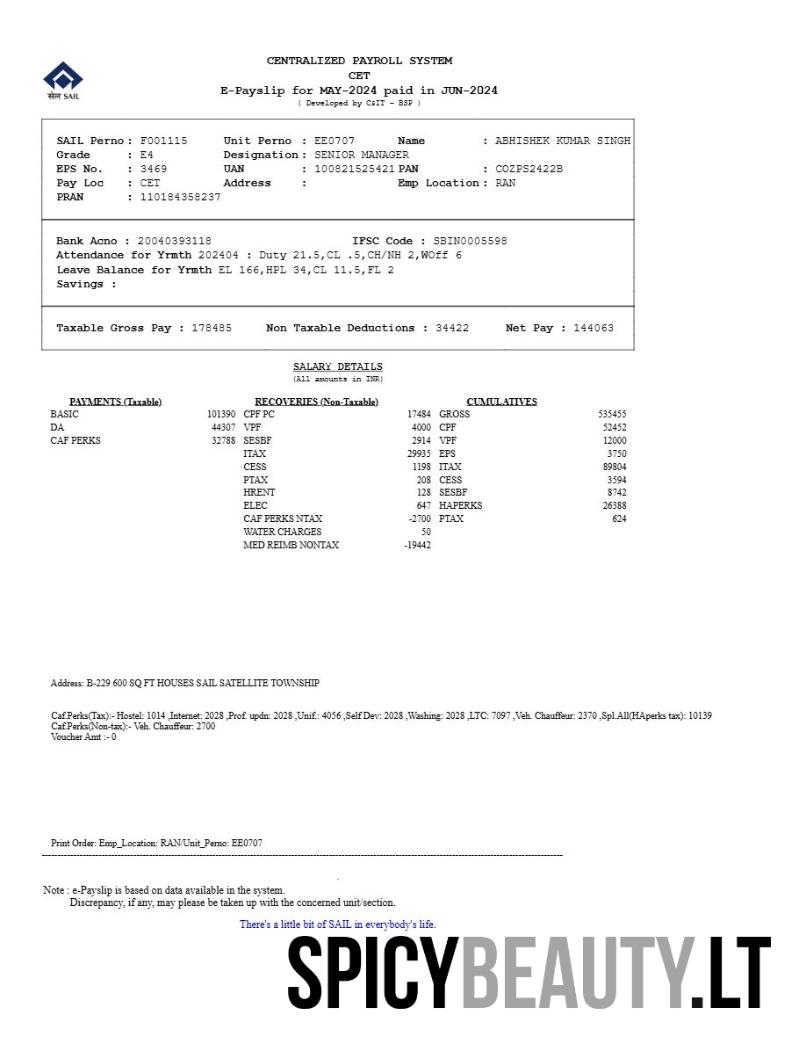 सेल SAIL
CENTRALIZED PAYROLL SYSTEM
CET
E-Payslip for MAY-2024 paid in JUN-2024
( Developed by C&IT - BSP )
SAIL Perno : F001115 Unit Perno : EE0707 Name : ABHISHEK KUMAR SINGH
Grade : E4 Designation : SENIOR MANAGER
EPS No. : 3469 UAN : 100821525421 PAN : COZPS2422B
Pay Loc : CET Address : Emp Location : RAN
PRAN : 110184358237
Bank Acno : 20040393118 IFSC Code : SBIN0005598
Attendance for Yrmth 202404 : Duty 21.5,CL .5,CH/NH 2,WOff 6
Leave Balance for Yrmth EL 166,HPL 34,CL 11.5,FL 2
Savings :
Taxable Gross Pay : 178485 Non Taxable Deductions : 34422 Net Pay : 144063
SALARY DETAILS
(All amounts in INR)
PAYMENTS (Taxable) RECOVERIES (Non-Taxable) CUMULATIVES
BASIC 101390 CPF PC 17484 GROSS 535455
DA 44307 VPF 4000 CPF 52452
CAF PERKS 32788 SESBF 2914 VPF 12000
ITAX 29935 EPS 3750
CESS 1198 ITAX 89804
PTAX 208 CESS 3594
HRENT 128 SESBF 8742
ELEC 647 HAPERKS 26388
CAF PERKS NTAX -2700 PTAX 624
WATER CHARGES 50
MED REIMB NONTAX -19442
Address: B-229 600 SQ FT HOUSES SAIL SATELLITE TOWNSHIP
Caf.Perks(Tax):- Hostel: 1014 ,Internet: 2028 ,Prof. updn: 2028 ,Unif.: 4056 ,Self Dev: 2028 ,Washing: 2028 ,LTC: 7097 ,Veh. Chauffeur: 2370 ,Spl.All(HAperks tax): 10139
Caf.Perks(Non-tax):- Veh. Chauffeur: 2700
Voucher Amt :- 0
Print Order: Emp_Location: RAN/Unit_Perno: EE0707
Note : e-Payslip is based on data available in the system.
Discrepancy, if any, may please be taken up with the concerned unit/section.
There's a little bit of SAIL in everybody's life.
SPICYBEAUTY.LT